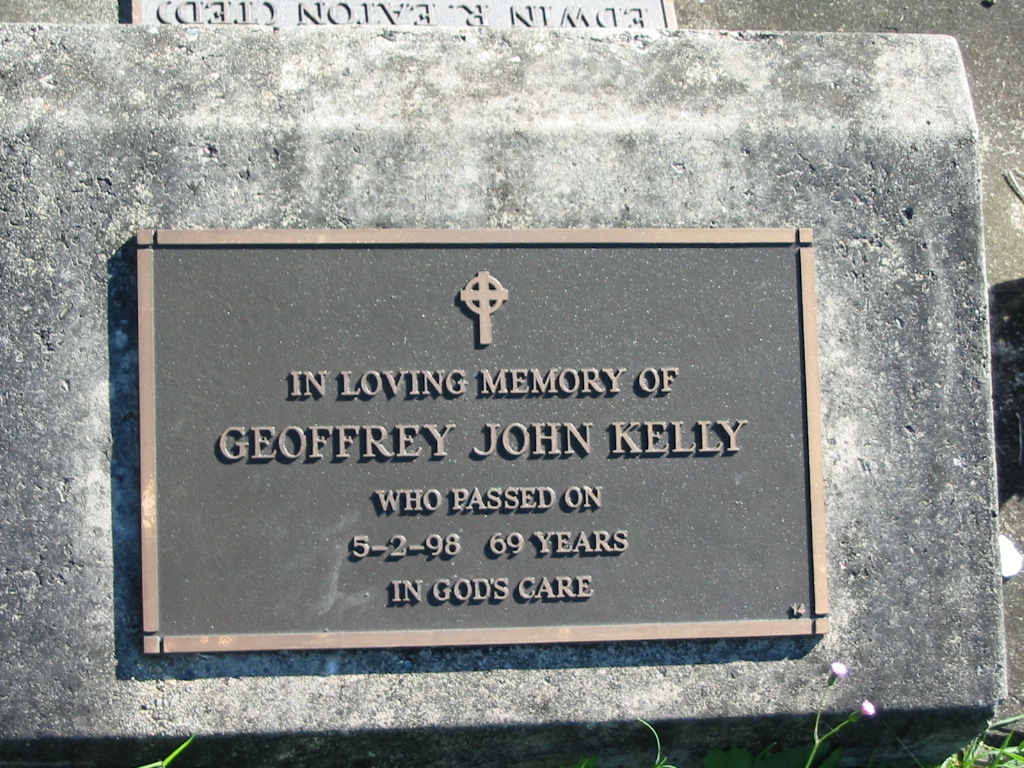 EDWIN R. EATON (TED)
IN LOVING MEMORY OF
GEOFFREY JOHN KELLY
WHO PASSED ON
5-2-98 69 YEARS
IN GOD'S CARE